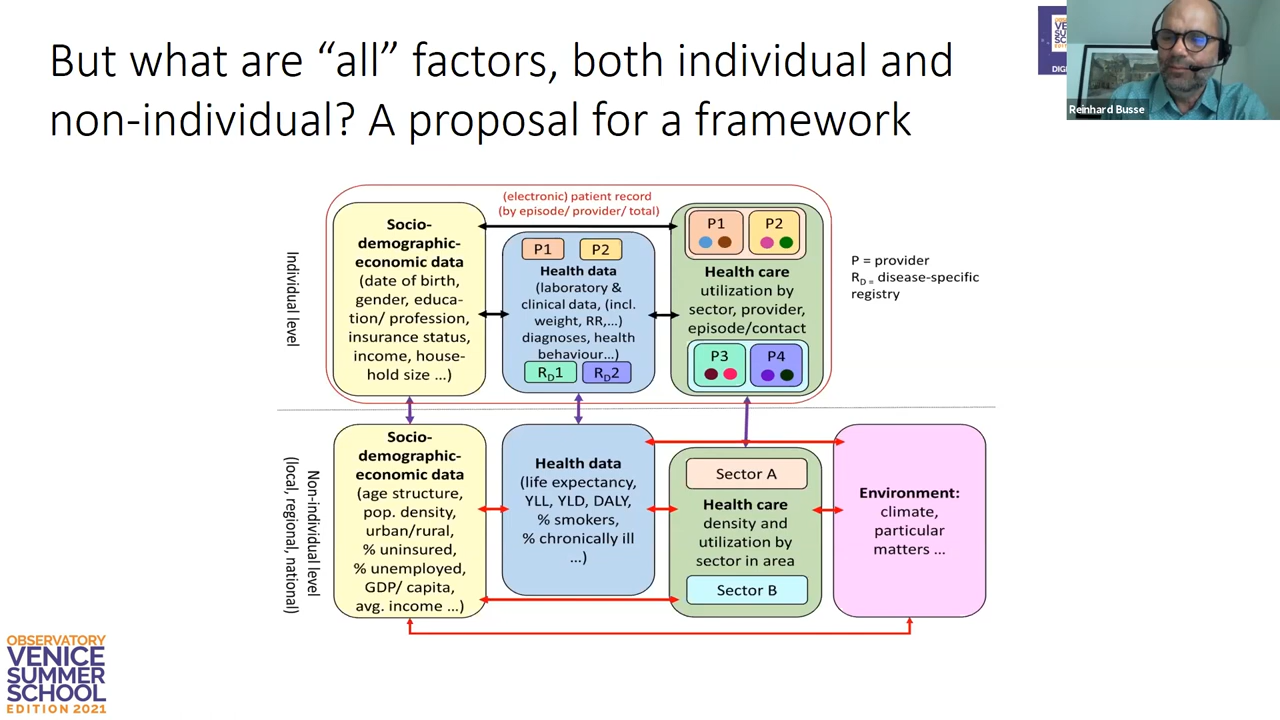 But what are “all” factors, both individual and
non-individual? A proposal for a framework
VENICE
SUMMER
SCHOOL
EDITION
DIGI
Reinhard Busse
(electronic) patient record
(by episode/ provider/ total)
Individual level
Socio-
demographic-
economic data
(date of birth,
gender, educa-
tion/ profession,
insurance status,
income, house-
hold size ...)
P1 P2
Health data
(laboratory &
clinical data, (incl.
weight, RR,...)
diagnoses, health
behaviour...)
RD1 RD2
P1 P2
Health care
utilization by
sector, provider,
episode/contact
P3 P4
P = provider
RD = disease-specific
registry
Non-individual level
(local, regional, national)
Socio-
demographic-
economic data
(age structure,
pop. density,
urban/rural,
% uninsured,
% unemployed,
GDP/ capita,
avg. income ...)
Health data
(life expectancy,
YLL, YLD, DALY,
% smokers,
% chronically ill
...)
Sector A
Health care
density and
utilization by
sector in area
Sector B
Environment:
climate,
particular
matters ...
OBSERVATORY
VENICE
SUMMER
SCHOOL
EDITION 2021